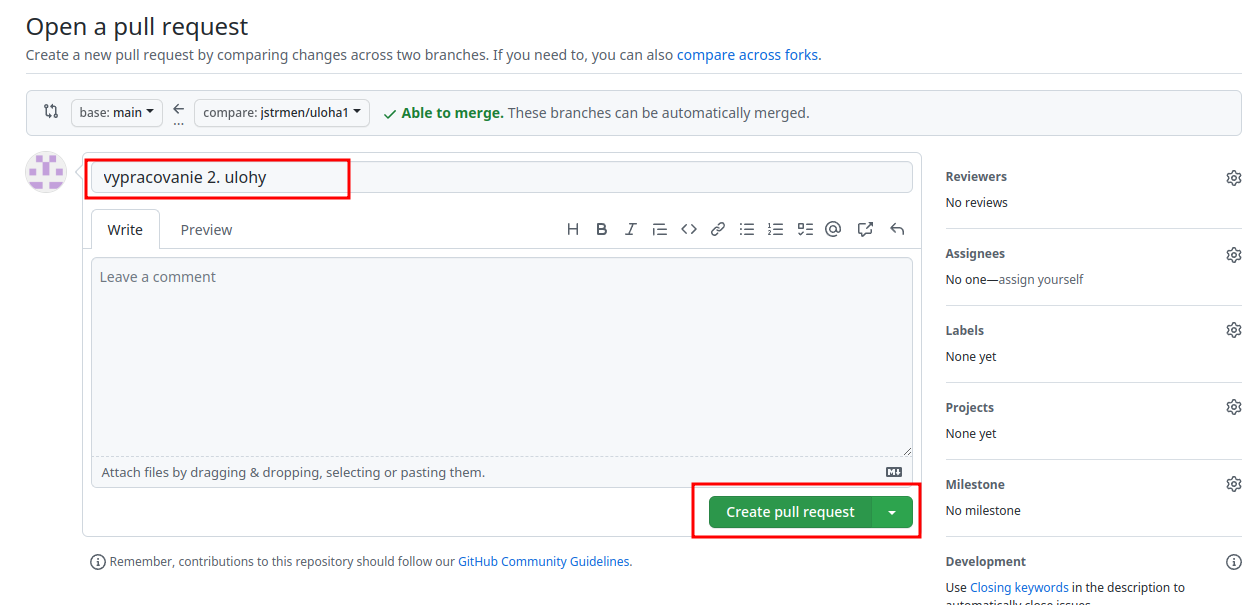 Open a pull request
Create a new pull request by comparing changes across two branches. If you need to, you can also compare across forks.
base: main
...
compare: jstrmen/uloha1
Able to merge. These branches can be automatically merged.
vypracovanie 2. ulohy
Write
Preview
Leave a comment
Attach files by dragging & dropping, selecting or pasting them.
Create pull request
Remember, contributions to this repository should follow our GitHub Community Guidelines.
Reviewers
No reviews
Assignees
No one—assign yourself
Labels
None yet
Projects
None yet
Milestone
No milestone
Development
Use Closing keywords in the description to
automatically close issues